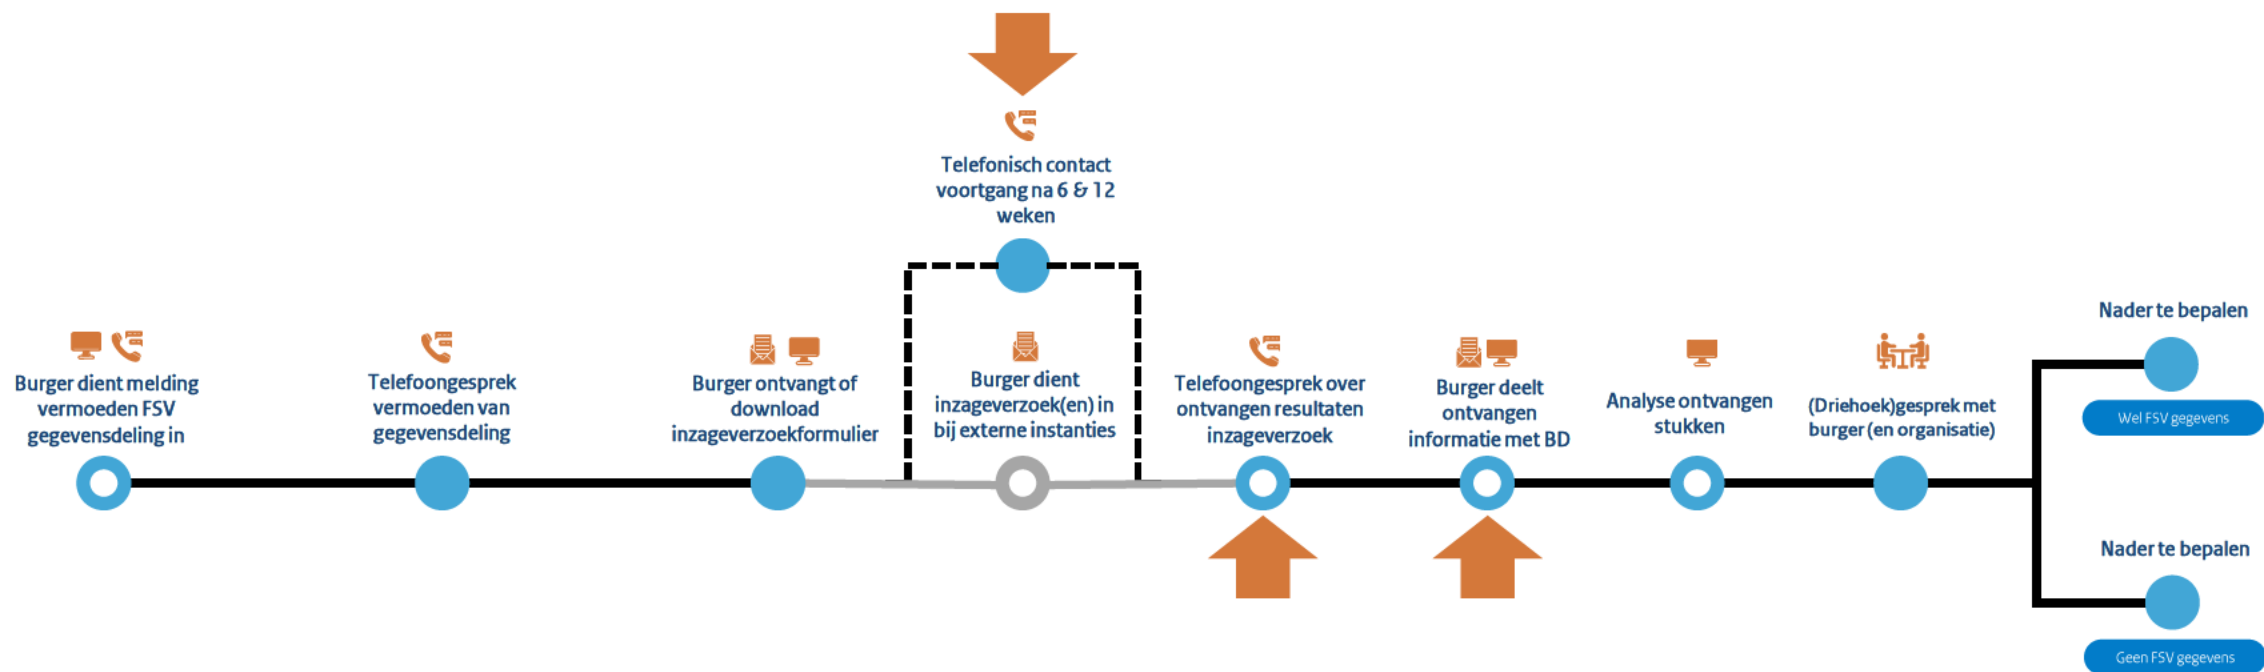 Telefonisch contact
voortgang na 6 & 12
weken
Burger dient melding
vermoeden FSV
gegevensdeling in
Telefoongesprek
vermoeden van
gegevensdeling
Burger ontvangt of
download
inzageverzoekformulier
Burger dient
inzageverzoek(en) in
bij externe instanties
Telefoongesprek over
ontvangen resultaten
inzageverzoek
Burger deelt
ontvangen
informatie met BD
Analyse ontvangen
stukken
(Driehoek)gesprek met
burger (en organisatie)
Nader te bepalen
Wel FSV gegevens
Nader te bepalen
Geen FSV gegevens